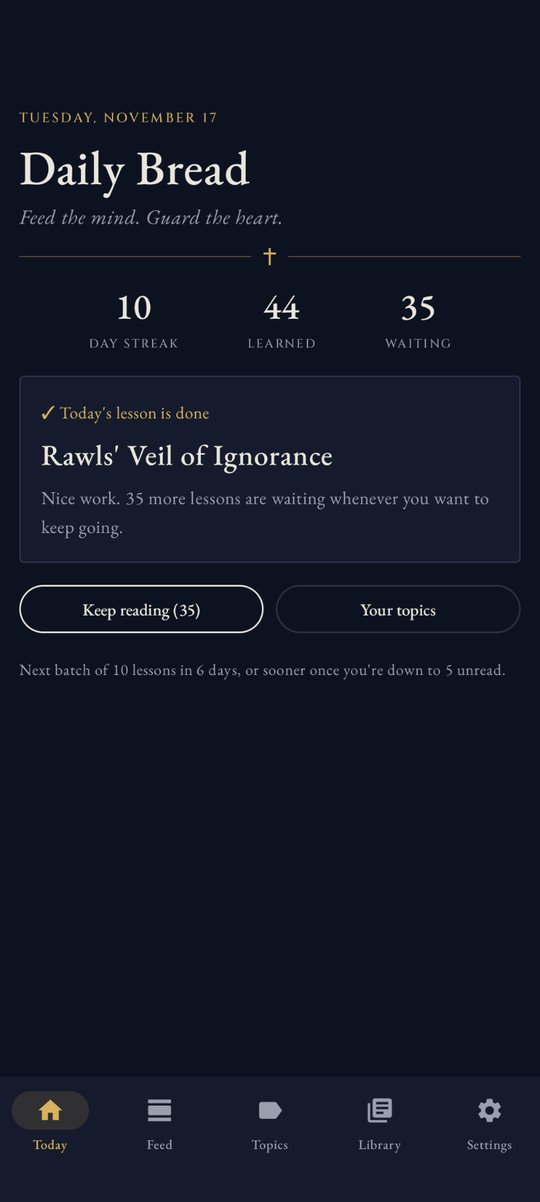 TUESDAY, NOVEMBER 17
Daily Bread
Feed the mind. Guard the heart.
10
44
35
DAY STREAK
LEARNED
WAITING
✓ Today's lesson is done
Rawls' Veil of Ignorance
Nice work. 35 more lessons are waiting whenever you want to
keep going.
Keep reading (35)
Your topics
Next batch of 10 lessons in 6 days, or sooner once you're down to 5 unread.
Today
Feed
Topics
Library
Settings